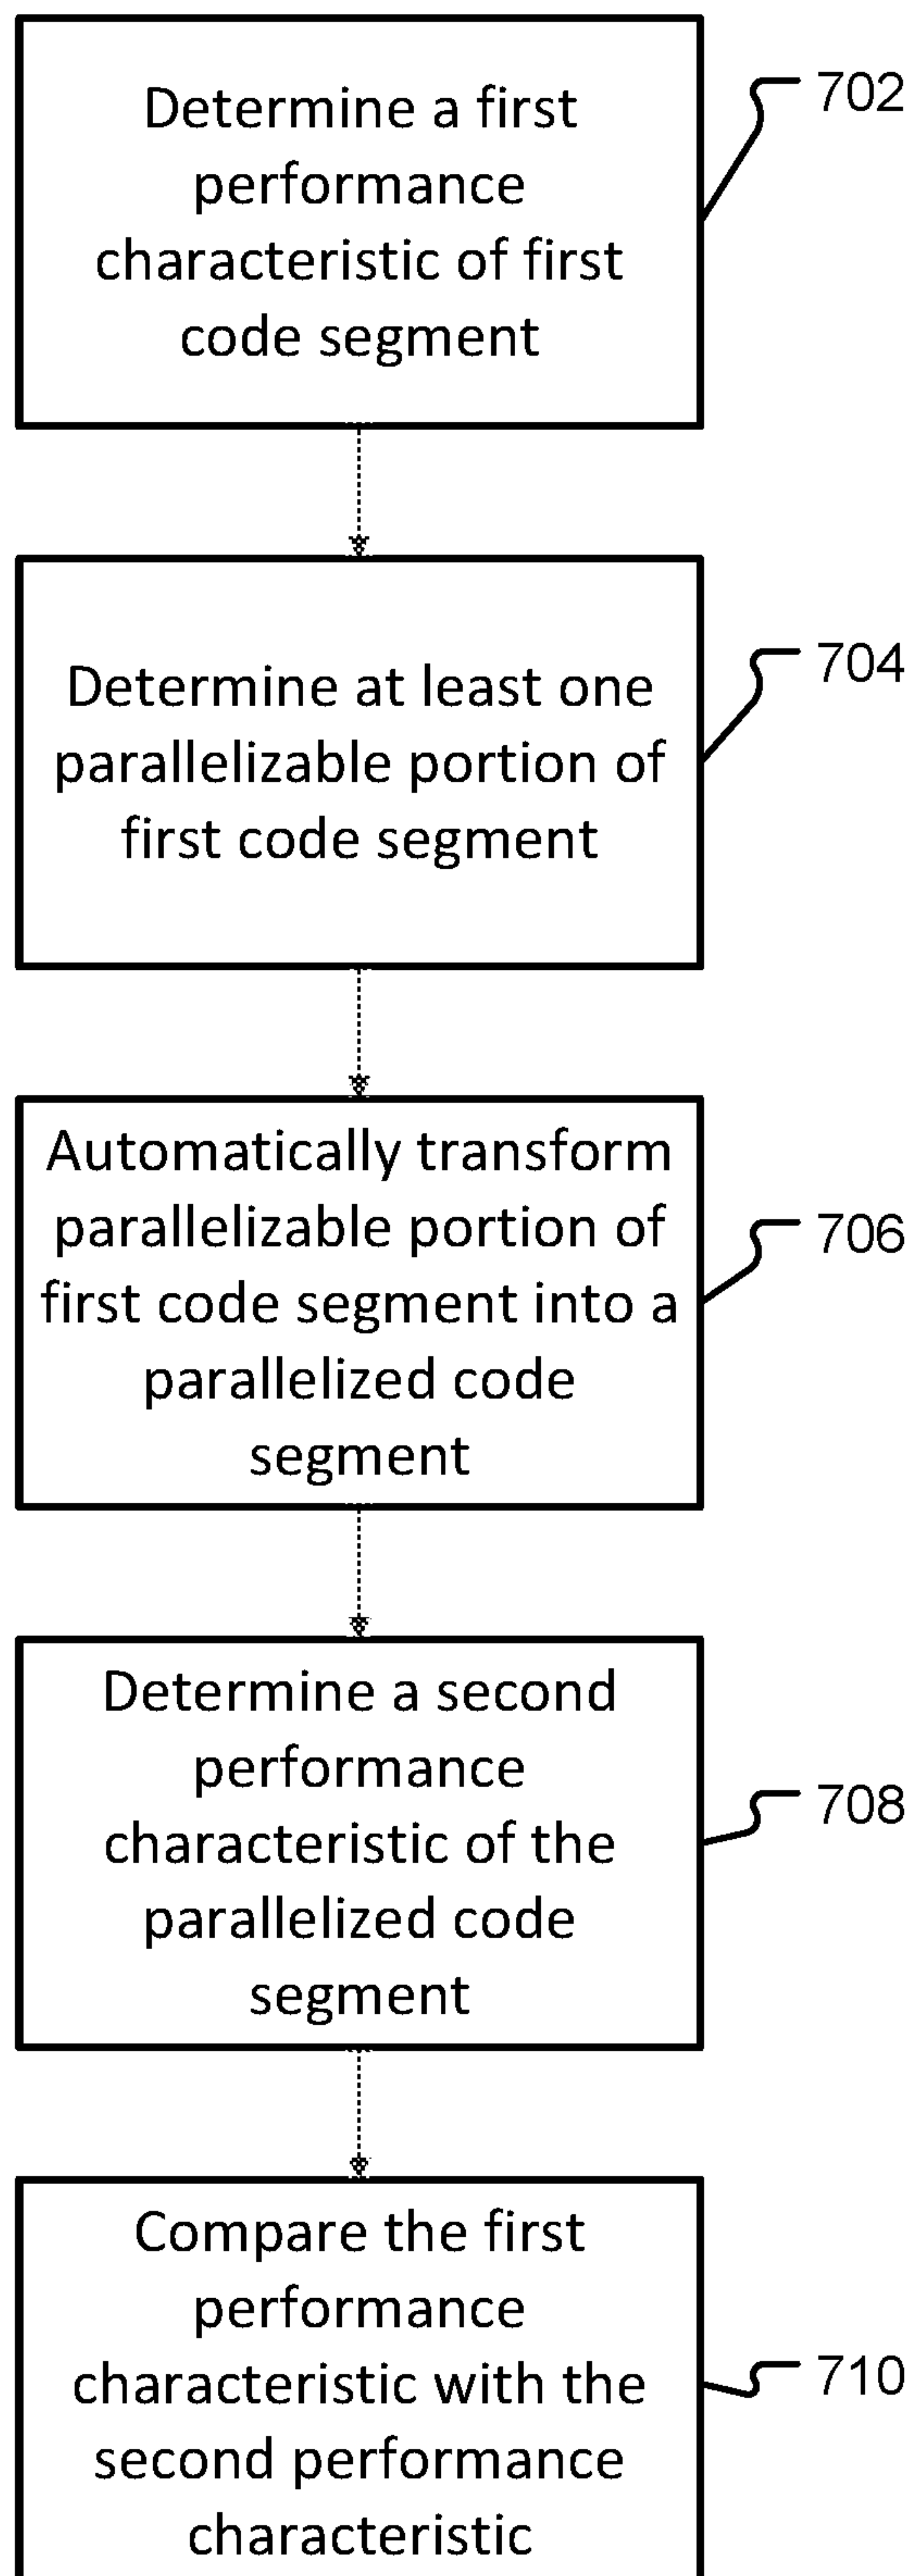 Determine a first
performance
characteristic of first
code segment
702
Determine at least one
parallelizable portion of
first code segment
704
Automatically transform
parallelizable portion of
first code segment into a
parallelized code
segment
706
Determine a second
performance
characteristic of the
parallelized code
segment
708
Compare the first
performance
characteristic with the
second performance
characteristic
710